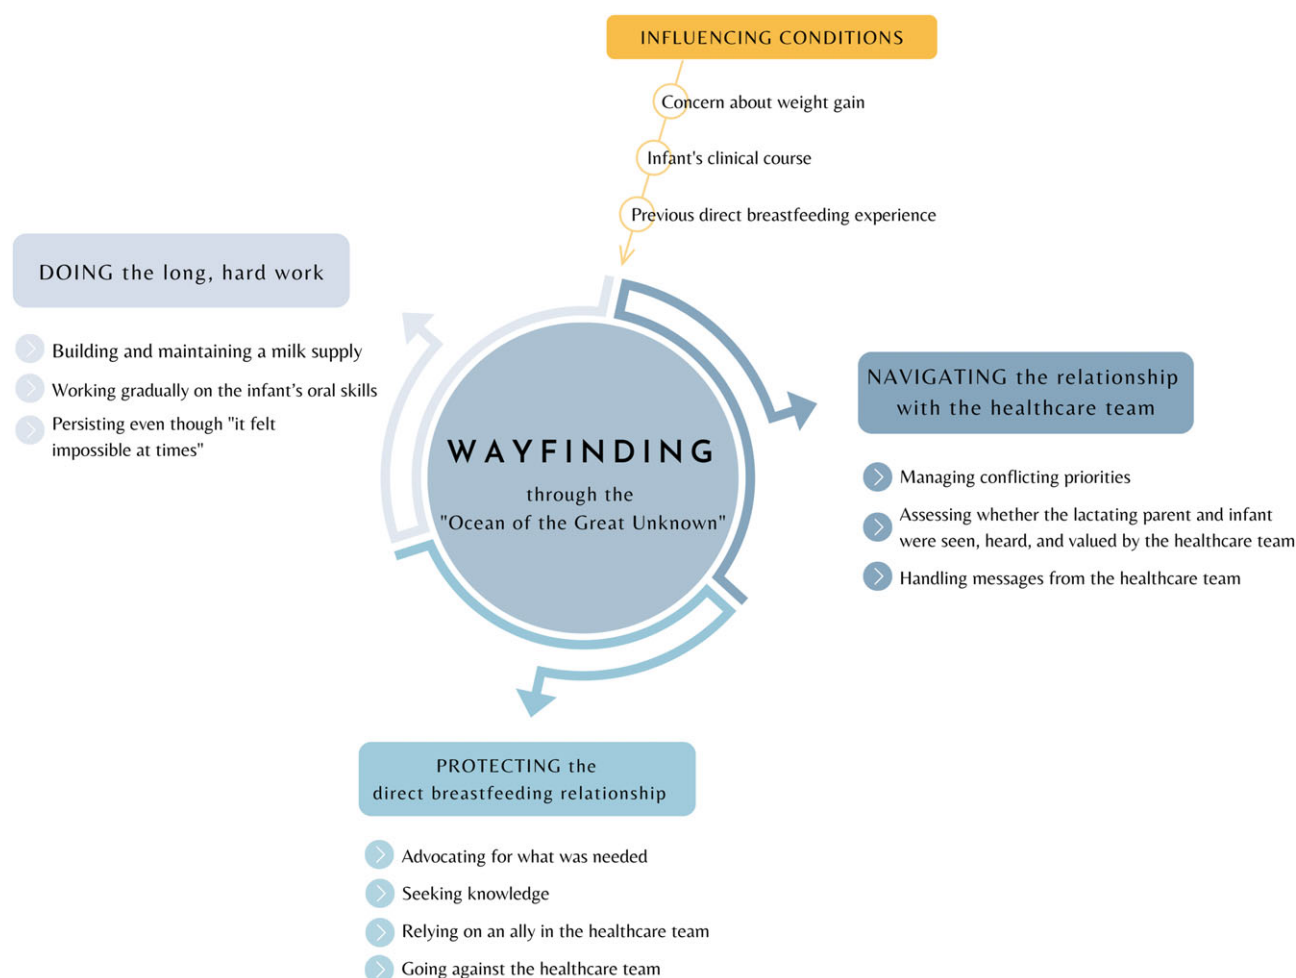 INFLUENCING CONDITIONS
Concern about weight gain
Infant's clinical course
Previous direct breastfeeding experience
DOING the long, hard work
Building and maintaining a milk supply
Working gradually on the infant’s oral skills
Persisting even though "it felt
impossible at times"
WAYFINDING
through the
"Ocean of the Great Unknown"
NAVIGATING the relationship
with the healthcare team
Managing conflicting priorities
Assessing whether the lactating parent and infant
were seen, heard, and valued by the healthcare team
Handling messages from the healthcare team
PROTECTING the
direct breastfeeding relationship
Advocating for what was needed
Seeking knowledge
Relying on an ally in the healthcare team
Going against the healthcare team